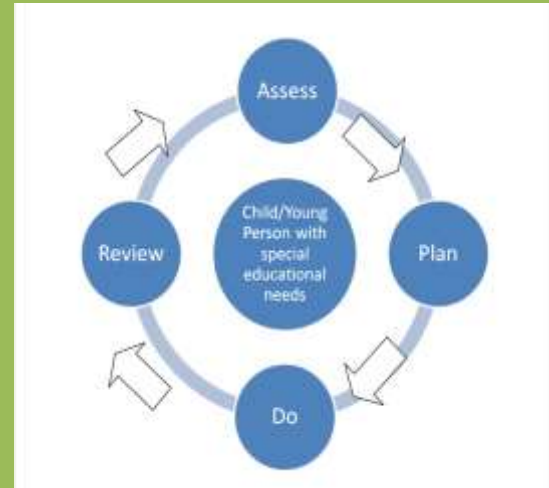 Assess
Child/Young
Person with
special
educational
needs
Review
Plan
Do